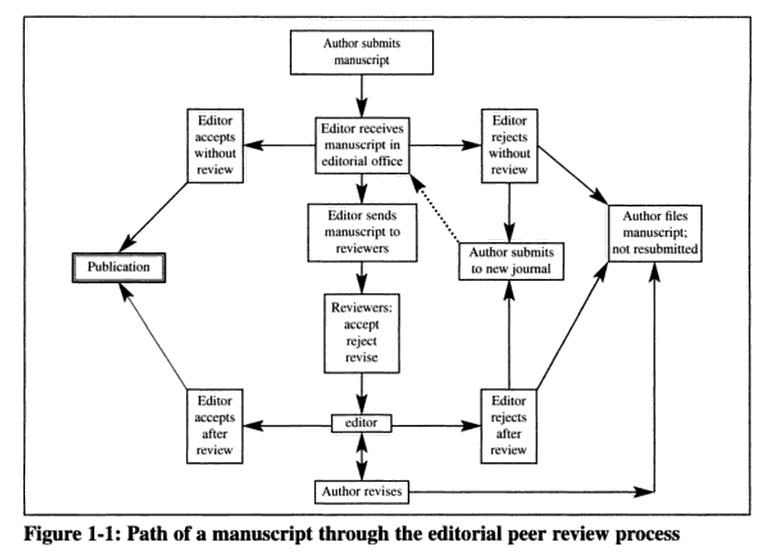 Author submits
manuscript
Editor
accepts
without
review
Editor receives
manuscript in
editorial office
Editor
rejects
without
review
Editor sends
manuscript to
reviewers
Author files
manuscript;
not resubmitted
Publication
Author submits
to new journal
Reviewers:
accept
reject
revise
Editor
accepts
after
review
editor
Editor
rejects
after
review
Author revises
Figure 1-1: Path of a manuscript through the editorial peer review process